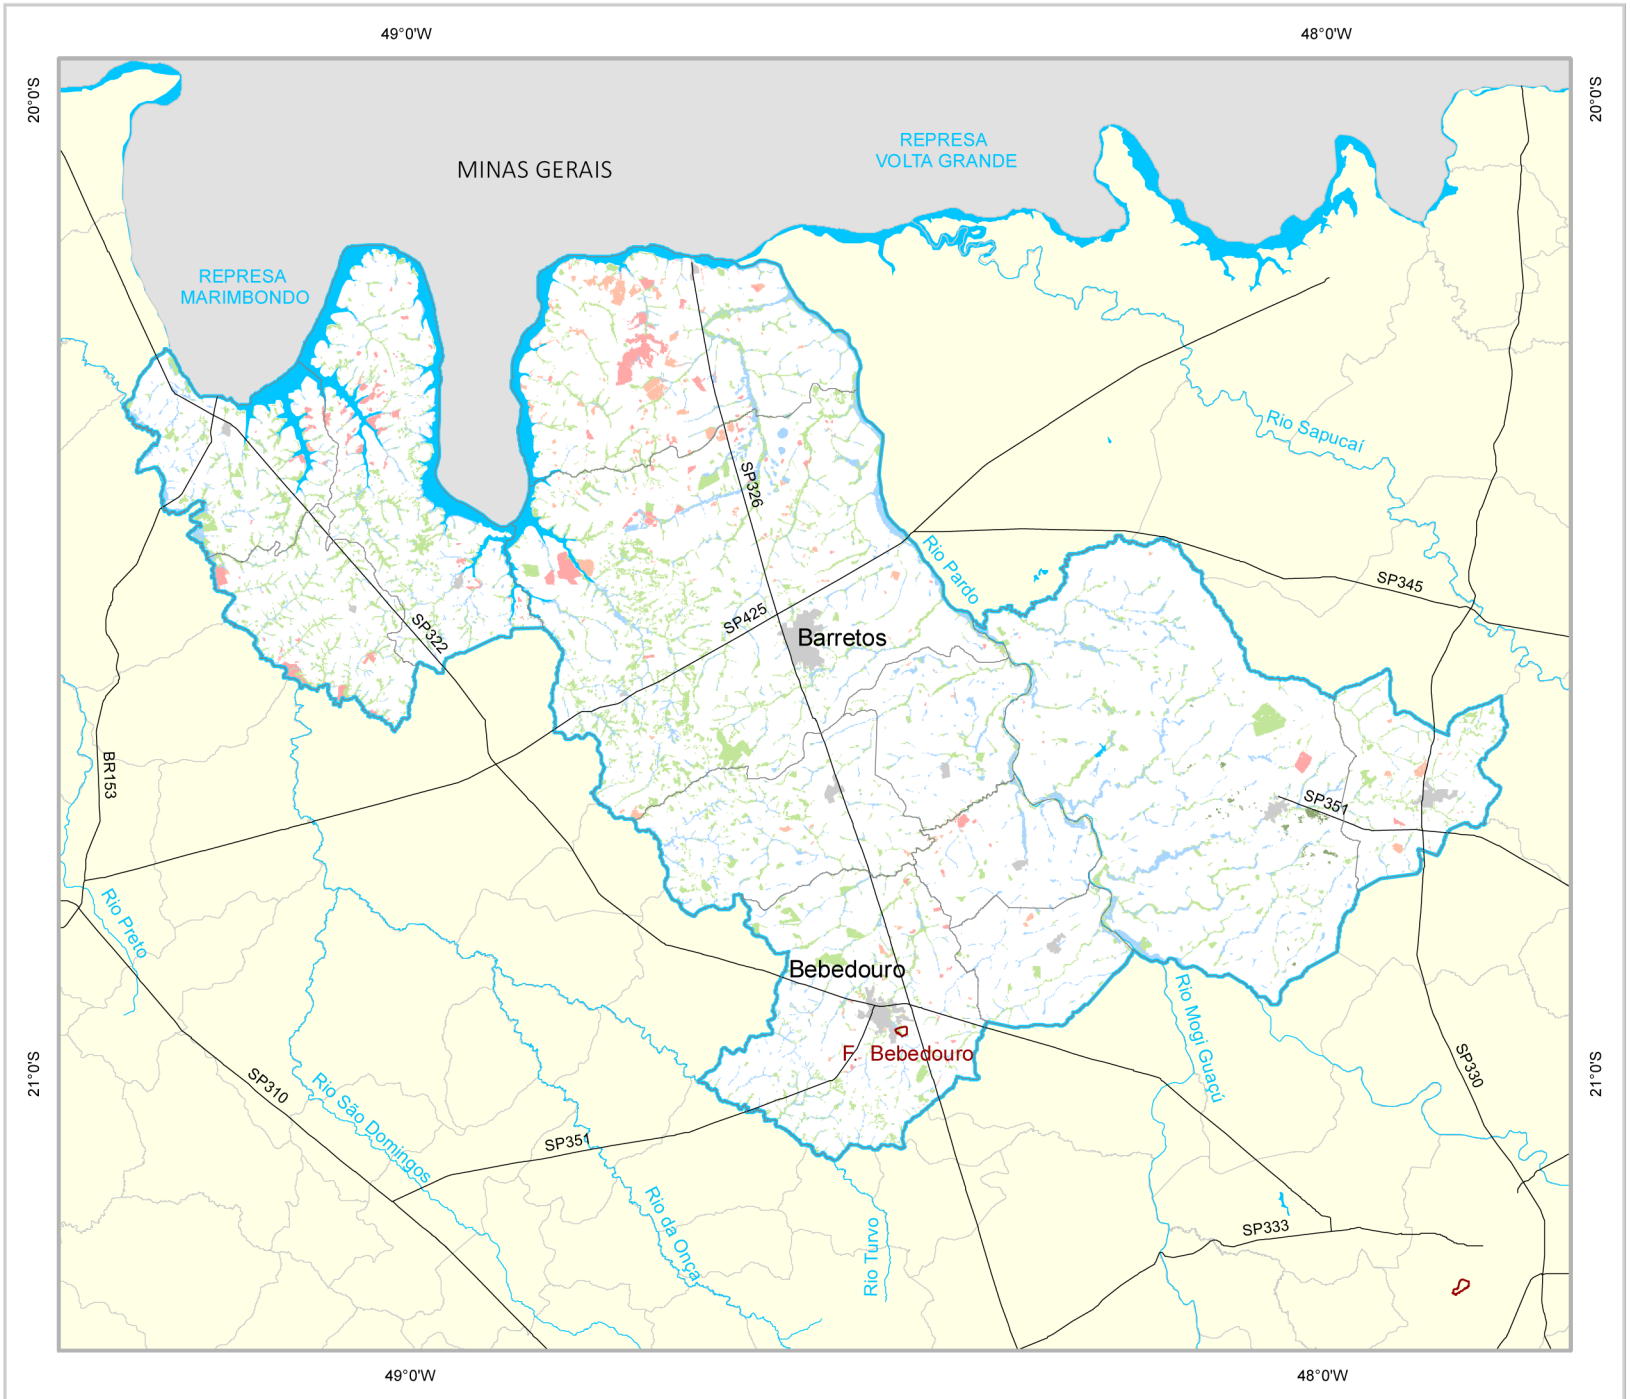 49°0'W
48°0'W
20°0'S
20°0'S
REPRESA
VOLTA GRANDE
MINAS GERAIS
REPRESA
MARIMBONDO
Rio Sapucaí
SP326
Rio Pardo
SP345
SP425
SP322
Barretos
BR153
SP351
Rio Preto
Bebedouro
Rio Mogi Guaçú
F. Bebedouro
SP330
21°0'S
21°0'S
SP310
Rio São Domingos
SP351
Rio da Onça
Rio Turvo
SP333
49°0'W
48°0'W